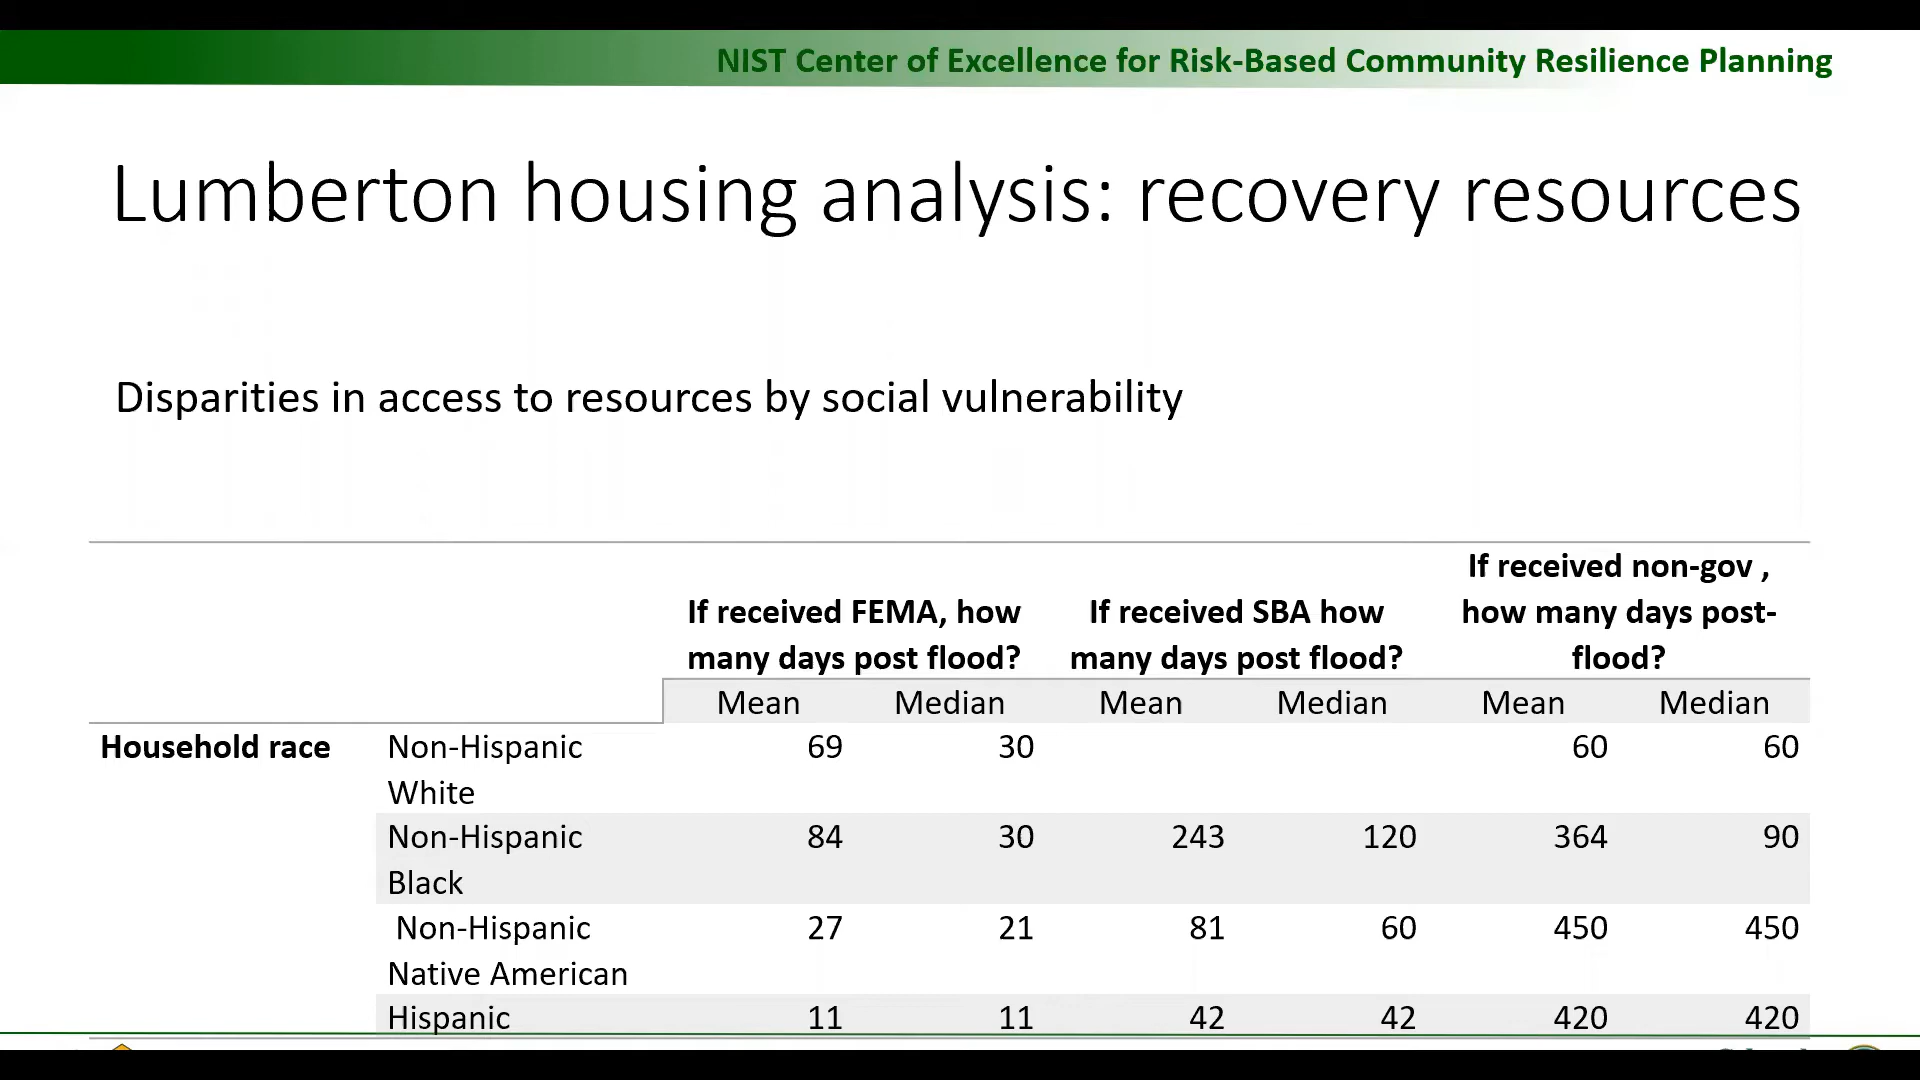 NIST Center of Excellence for Risk-Based Community Resilience Planning
Lumberton housing analysis: recovery resources
Disparities in access to resources by social vulnerability
If received FEMA, how many days post flood?
If received SBA how many days post flood?
If received non-gov , how many days post-flood?
Mean Median Mean Median Mean Median
Household race Non-Hispanic White 69 30 60 60
Non-Hispanic Black 84 30 243 120 364 90
Non-Hispanic Native American 27 21 81 60 450 450
Hispanic 11 11 42 42 420 420